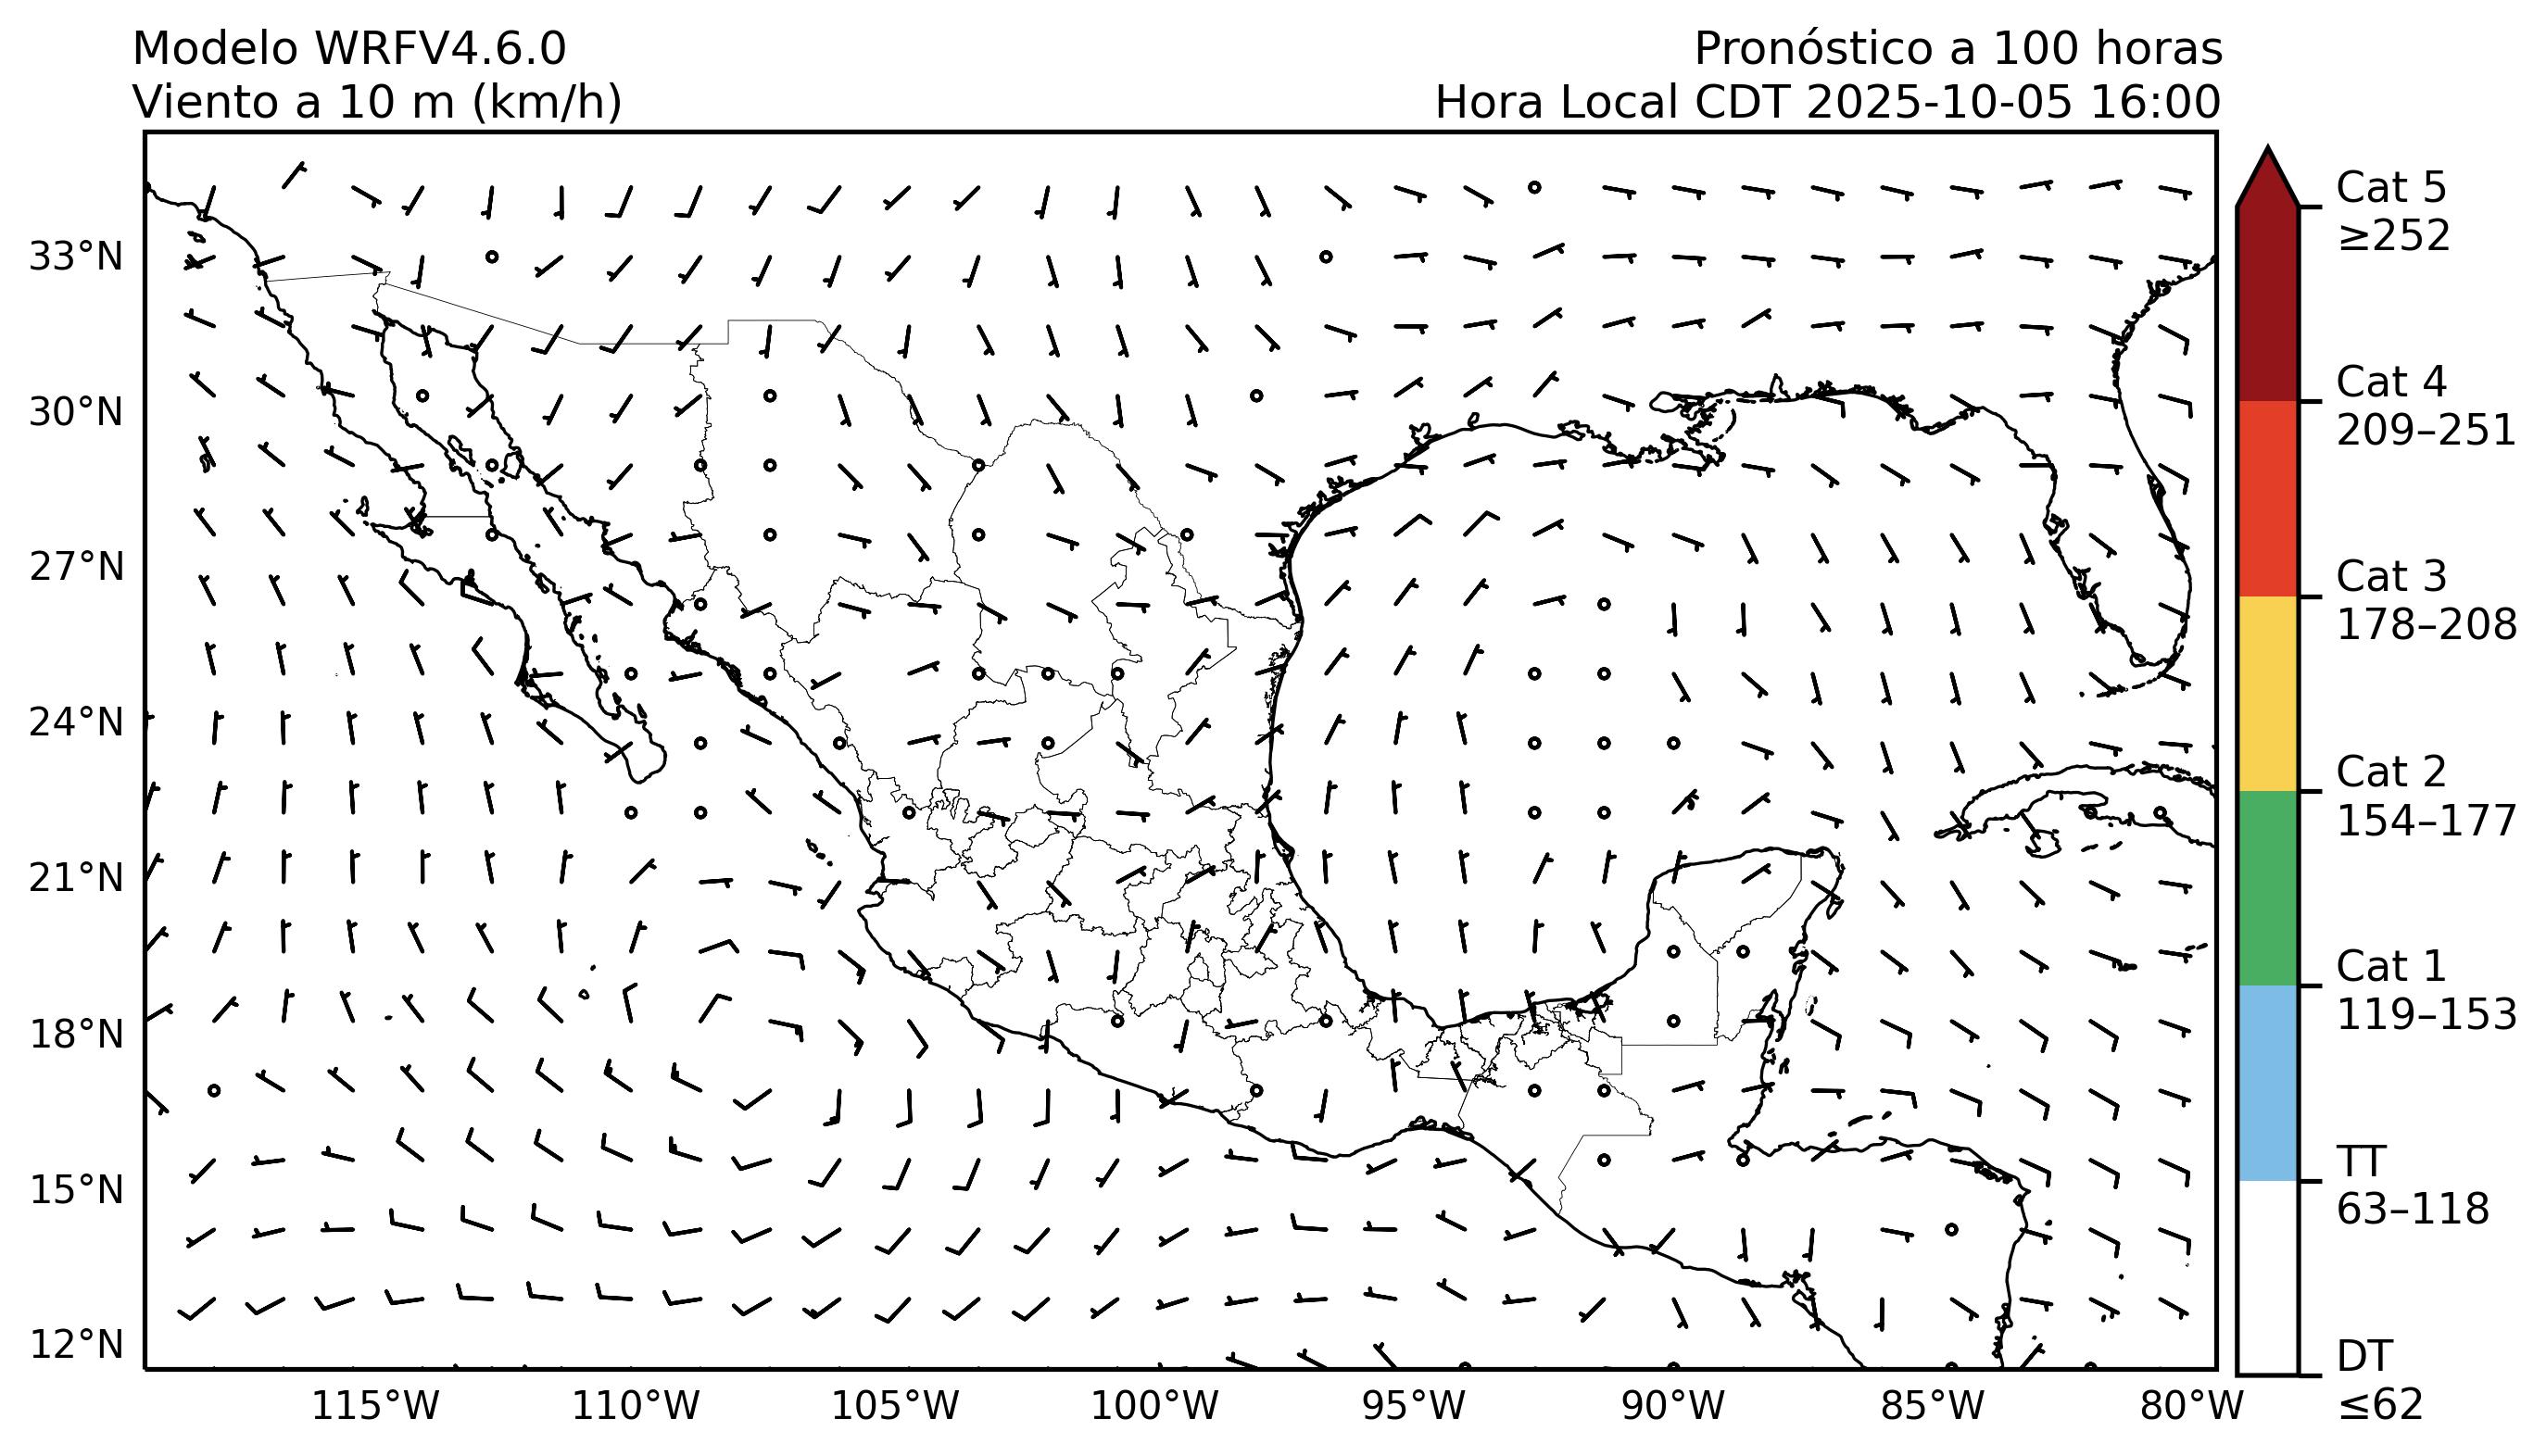 Modelo WRFV4.6.0
Viento a 10 m (km/h)
Pronóstico a 100 horas
Hora Local CDT 2025-10-05 16:00
33°N
30°N
27°N
24°N
21°N
18°N
15°N
12°N
115°W
110°W
105°W
100°W
95°W
90°W
85°W
80°W
Cat 5
≥252
Cat 4
209–251
Cat 3
178–208
Cat 2
154–177
Cat 1
119–153
TT
63–118
DT
≤62